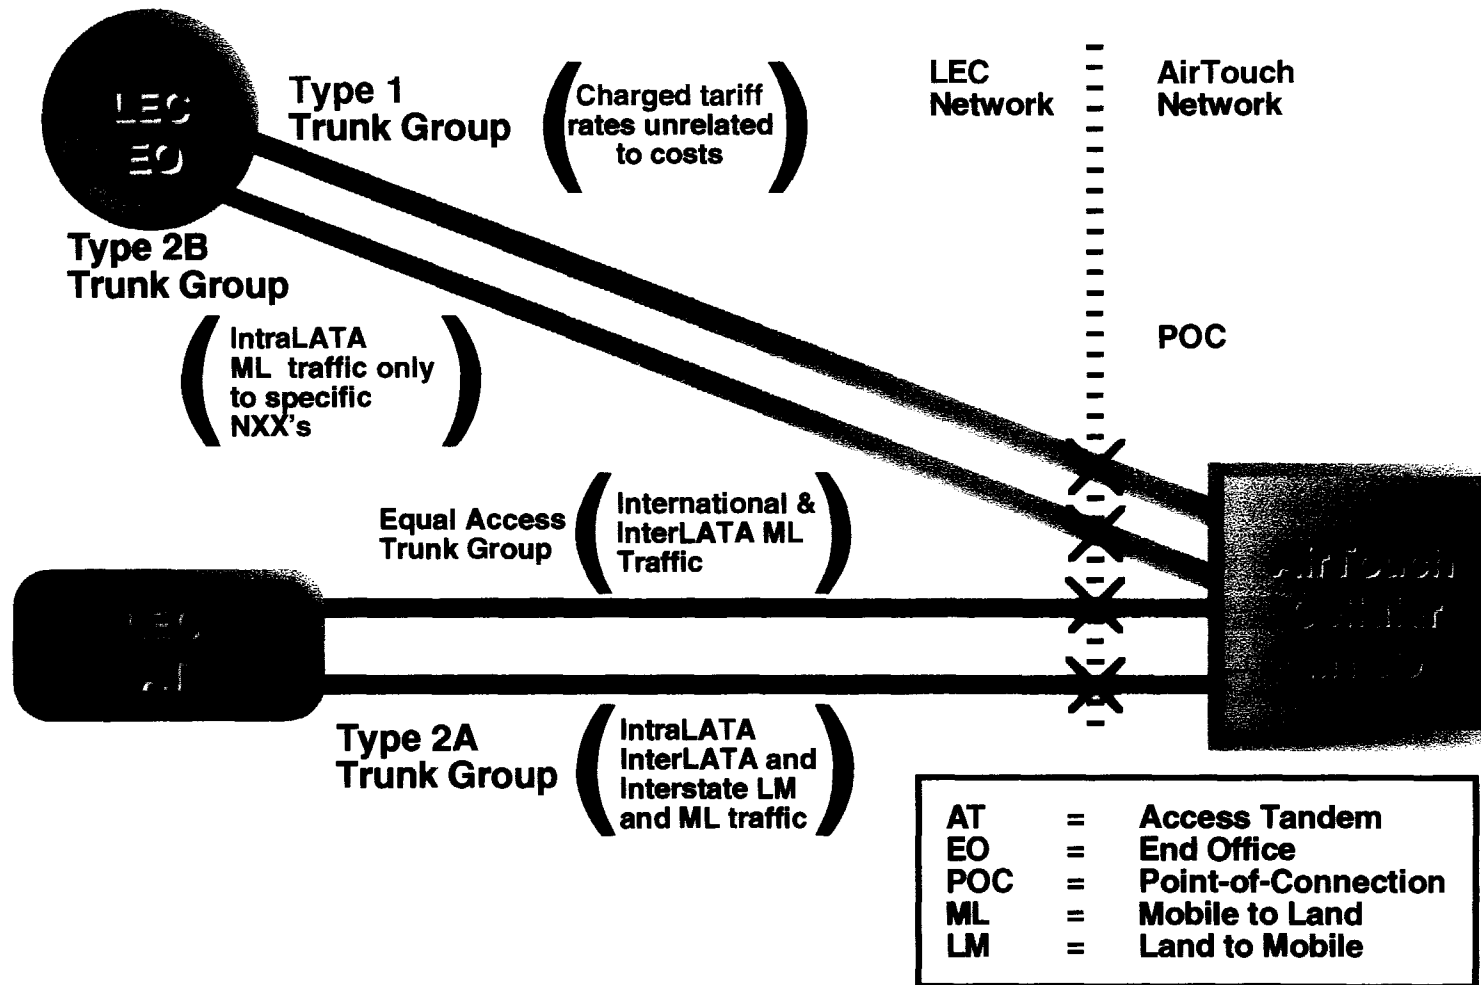 LEC
EO
Type 1
Trunk Group
Charged tariff
rates unrelated
to costs
LEC
Network
AirTouch
Network
Type 2B
Trunk Group
IntraLATA
ML traffic only
to specific
NXX's
POC
Equal Access
Trunk Group
International &
InterLATA ML
Traffic
AirTouch
LEC
Type 2A
Trunk Group
IntraLATA
InterLATA and
Interstate LM
and ML traffic
AT = Access Tandem
EO = End Office
POC = Point-of-Connection
ML = Mobile to Land
LM = Land to Mobile